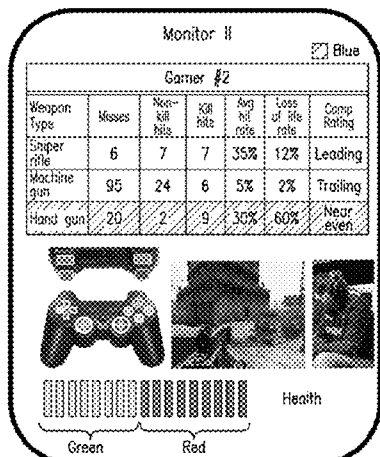 Monitor II
Blue
Gamer #2
Weapon Type Misses Non-kill hits Kill hits Avg hit rate Loss of life rate Comp Rating
Sniper rifle 6 7 7 35% 12% Leading
Machine gun 95 24 6 5% 2% Trailing
Hand gun 20 2 9 30% 60% Near even
Health
Green Red